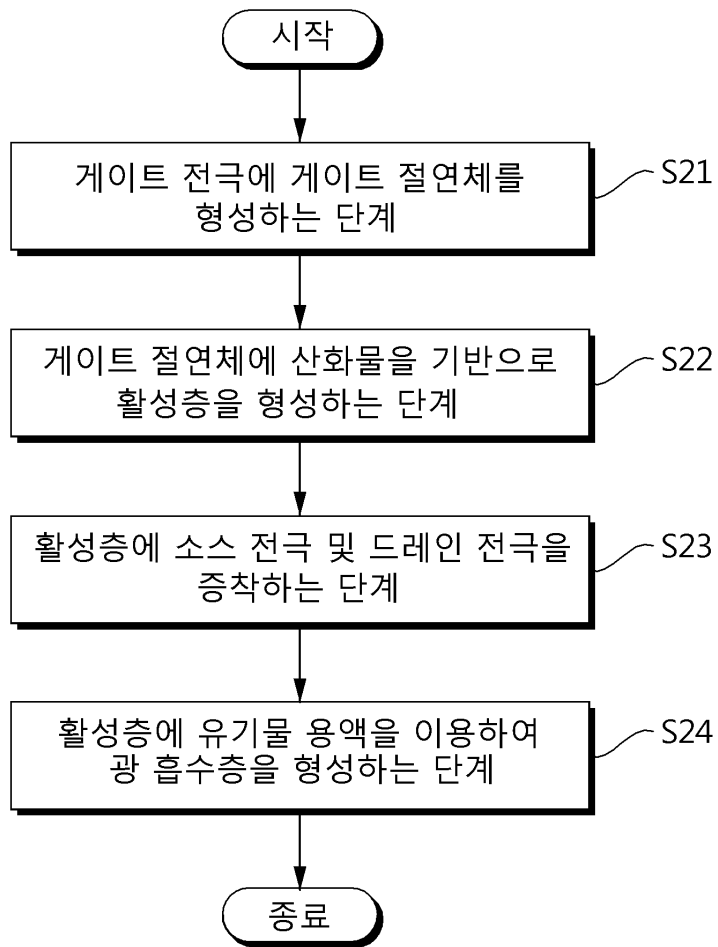 시작
게이트 전극에 게이트 절연체를
형성하는 단계
S21
게이트 절연체에 산화물을 기반으로
활성층을 형성하는 단계
S22
활성층에 소스 전극 및 드레인 전극을
증착하는 단계
S23
활성층에 유기물 용액을 이용하여
광 흡수층을 형성하는 단계
S24
종료